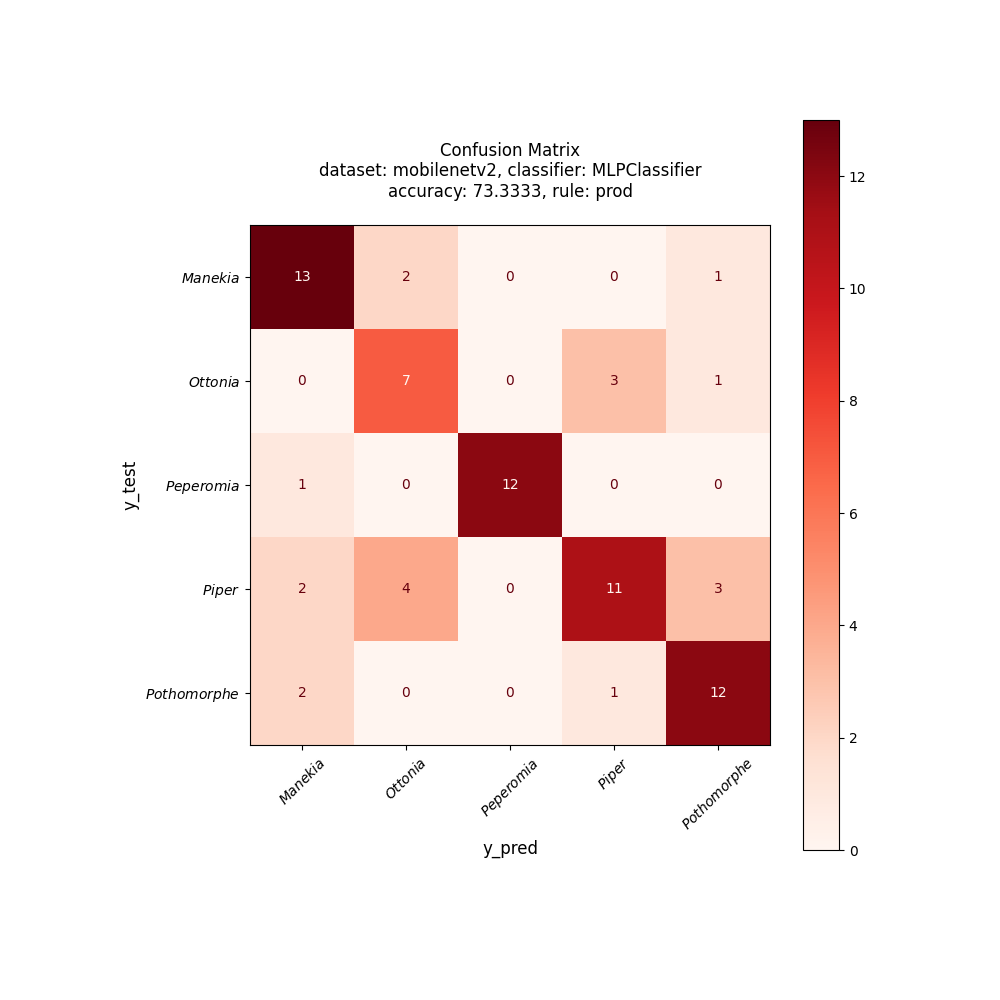 Confusion Matrix
dataset: mobilenetv2, classifier: MLPClassifier
accuracy: 73.3333, rule: prod
y_test
Manekia 13 2 0 0 1
Ottonia 0 7 0 3 1
Peperomia 1 0 12 0 0
Piper 2 4 0 11 3
Pothomorphe 2 0 0 1 12
Manekia Ottonia Peperomia Piper Pothomorphe
y_pred
12
10
8
6
4
2
0